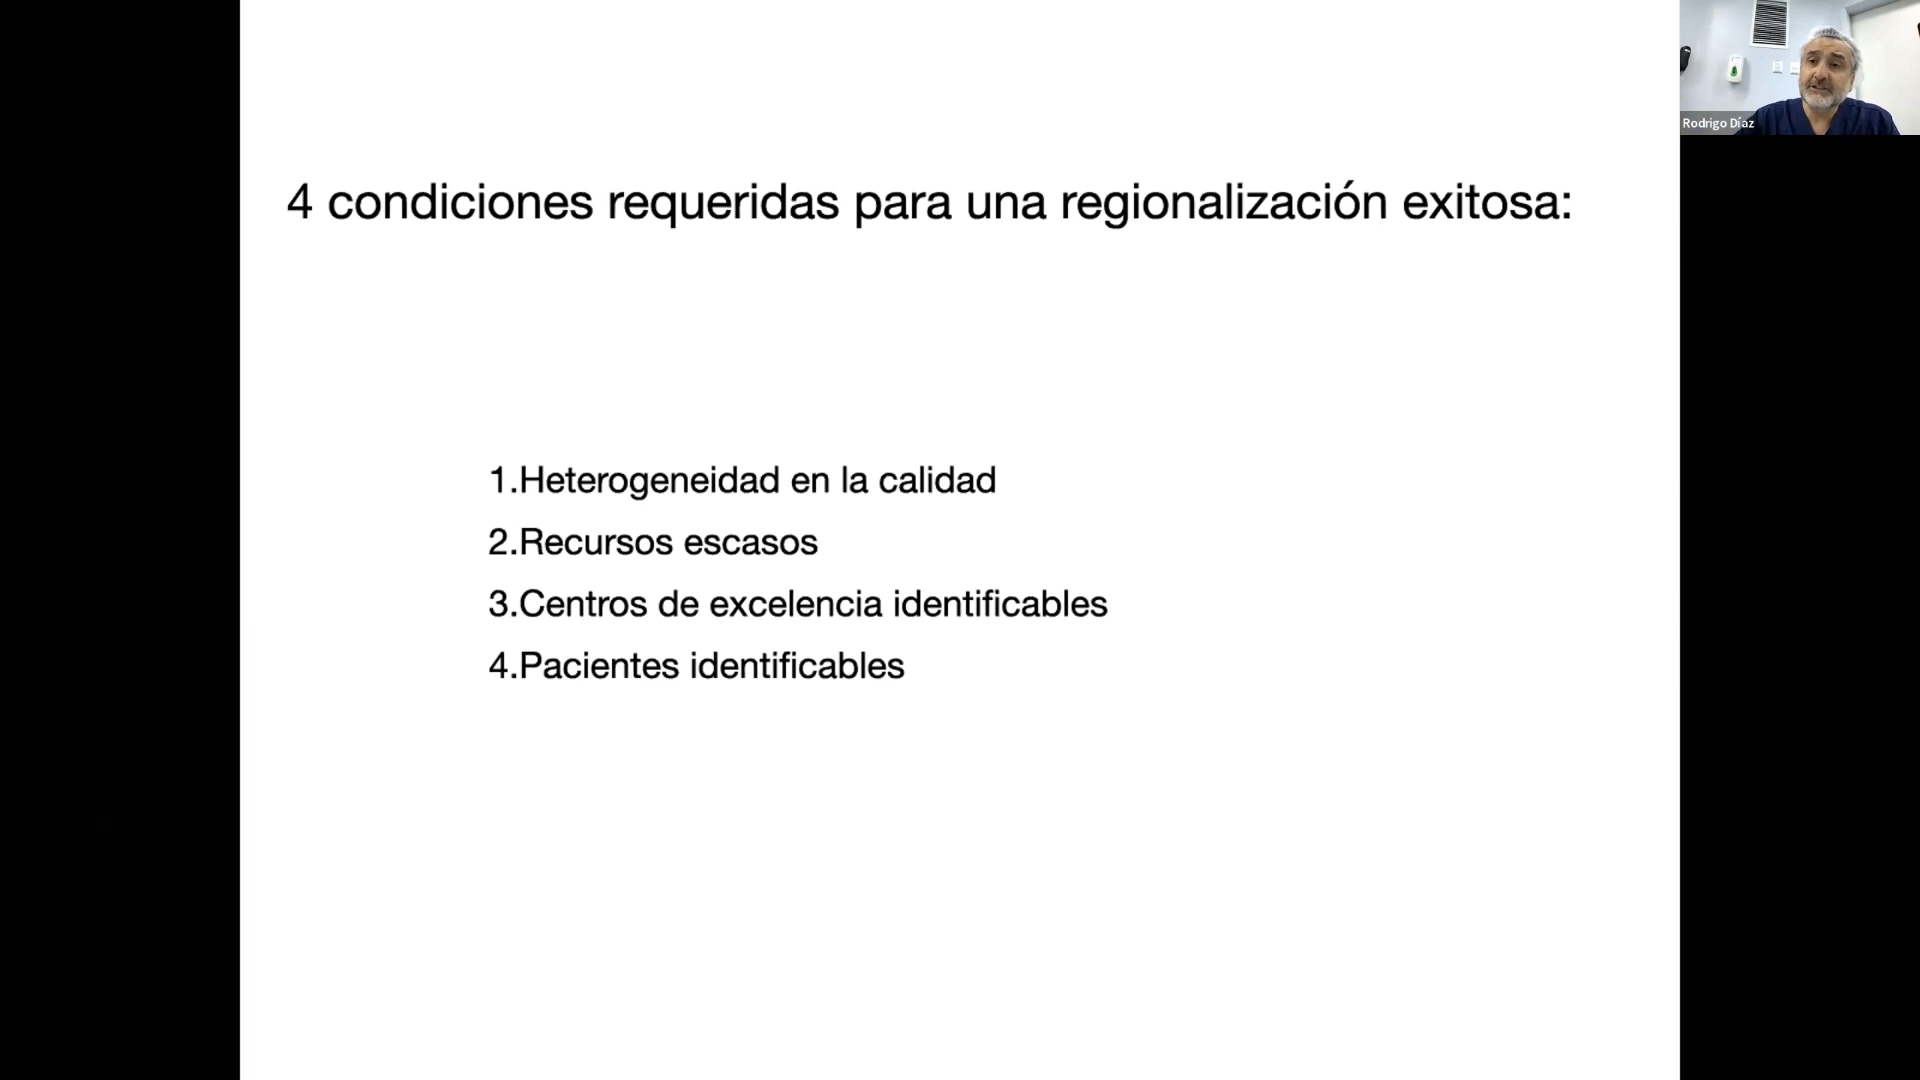 4 condiciones requeridas para una regionalización exitosa:
1.Heterogeneidad en la calidad
2.Recursos escasos
3.Centros de excelencia identificables
4.Pacientes identificables
Rodrigo Díaz